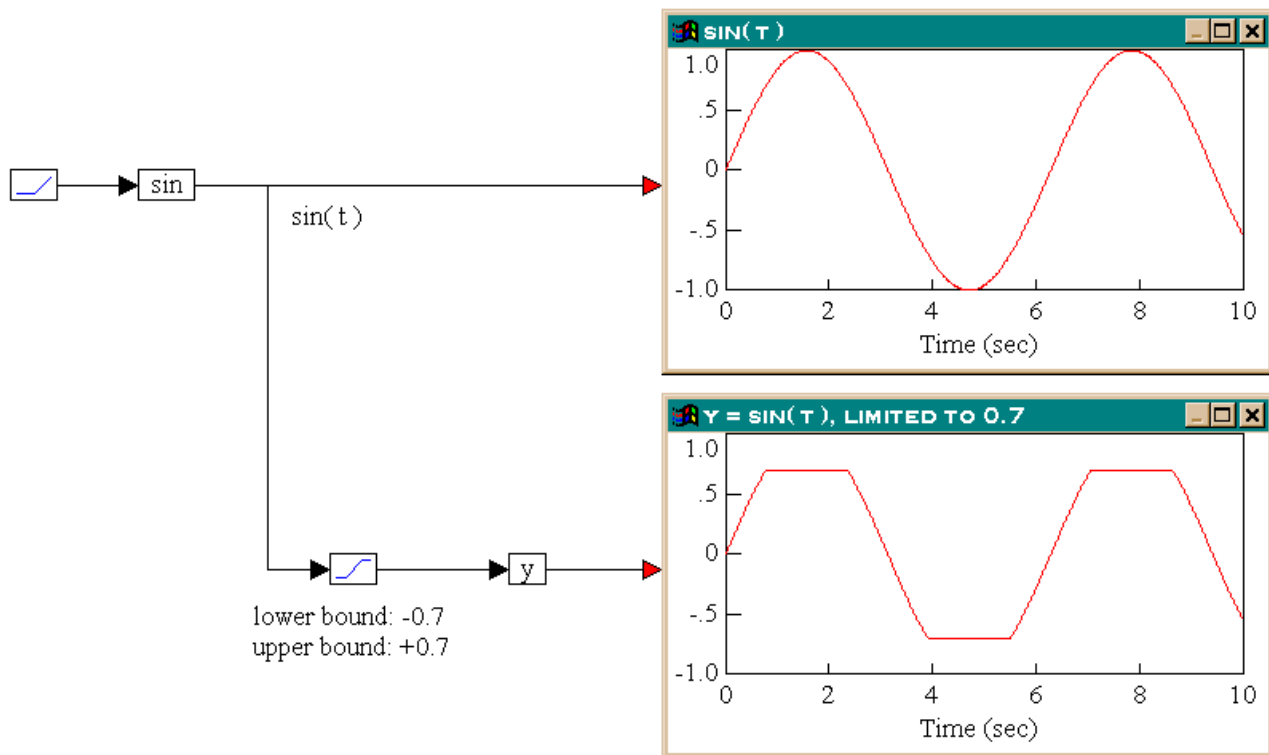 SIN( T )
1.0
.5
0
-.5
-1.0
0 2 4 6 8 10
Time (sec)
sin
sin( t )
Y = SIN( T ), LIMITED TO 0.7
1.0
.5
0
-.5
-1.0
0 2 4 6 8 10
Time (sec)
y
lower bound: -0.7
upper bound: +0.7